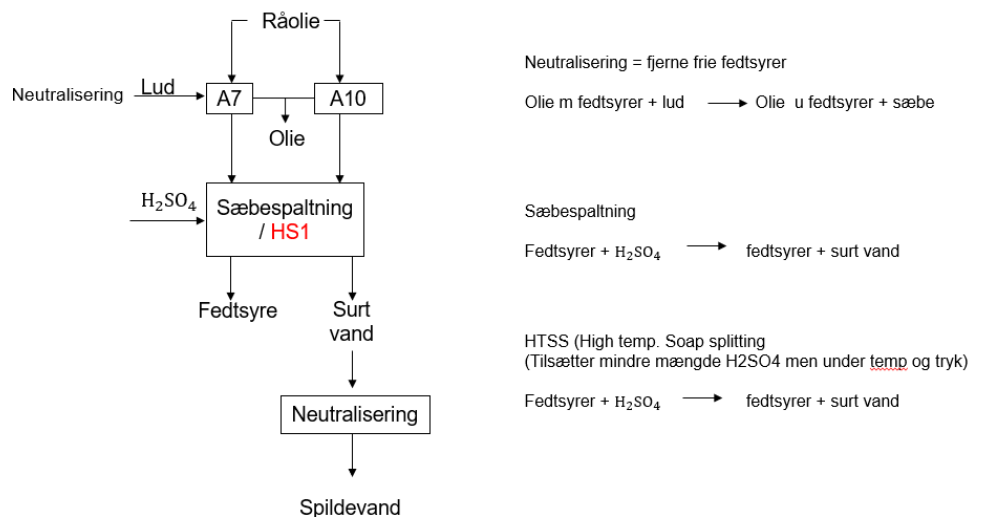 Råolie
Neutralisering
Lud
A7
A10
Olie
H₂SO₄
Sæbespaltning
/ HS1
Fedtsyre
Surt
vand
Neutralisering
Spildevand
Neutralisering = fjerne frie fedtsyrer
Olie m fedtsyrer + lud → Olie u fedtsyrer + sæbe
Sæbespaltning
Fedtsyrer + H₂SO₄ → fedtsyrer + surt vand
HTSS (High temp. Soap splitting
(Tilsætter mindre mængde H2SO4 men under temp og tryk)
Fedtsyrer + H₂SO₄ → fedtsyrer + surt vand